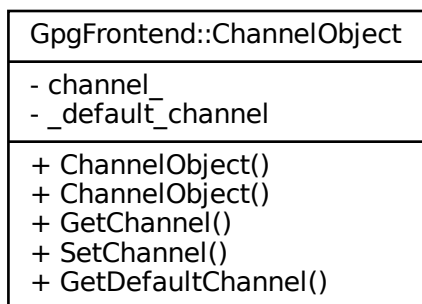 GpgFrontend::ChannelObject
- channel_
- _default_channel
+ ChannelObject()
+ ChannelObject()
+ GetChannel()
+ SetChannel()
+ GetDefaultChannel()